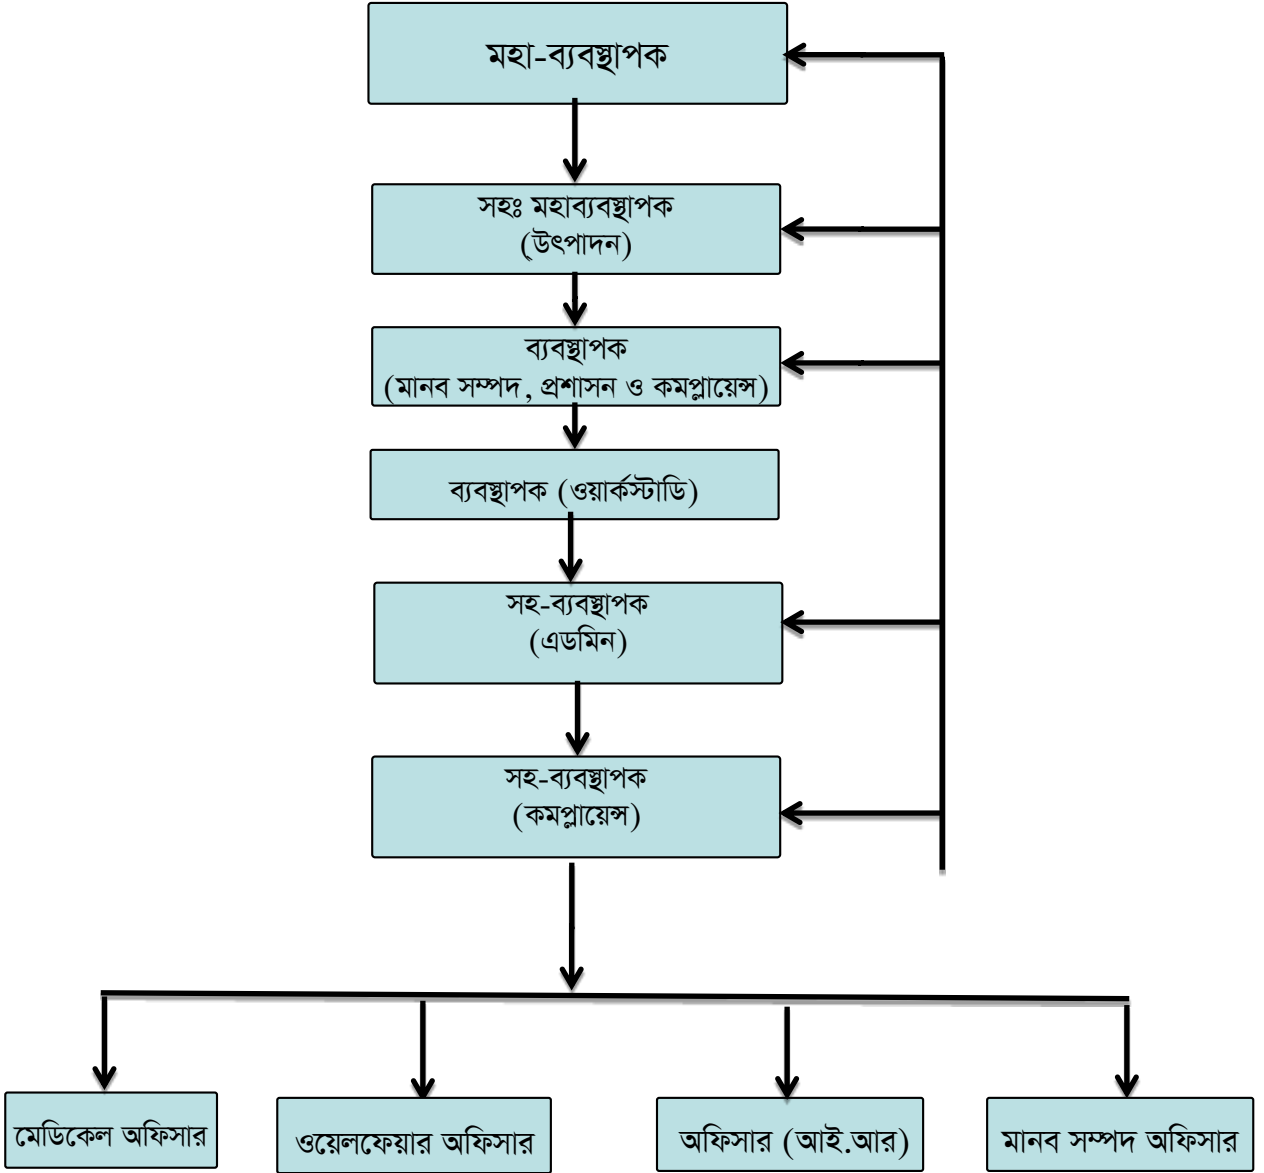 মহা-ব্যবস্থাপক
সহঃ মহাব্যবস্থাপক
(উৎপাদন)
ব্যবস্থাপক
(মানব সম্পদ, প্রশাসন ও কমপ্লায়েন্স)
ব্যবস্থাপক (ওয়ার্কস্টাডি)
সহ-ব্যবস্থাপক
(এডমিন)
সহ-ব্যবস্থাপক
(কমপ্লায়েন্স)
মেডিকেল অফিসার
ওয়েলফেয়ার অফিসার
অফিসার (আই.আর)
মানব সম্পদ অফিসার